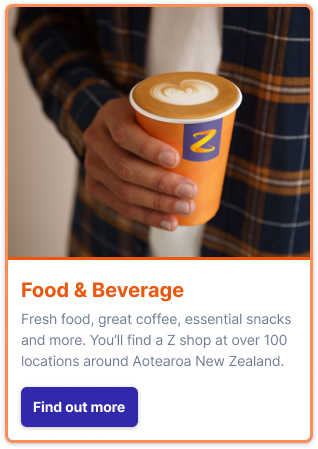 Z
Food & Beverage
Fresh food, great coffee, essential snacks
and more. You’ll find a Z shop at over 100
locations around Aotearoa New Zealand.
Find out more